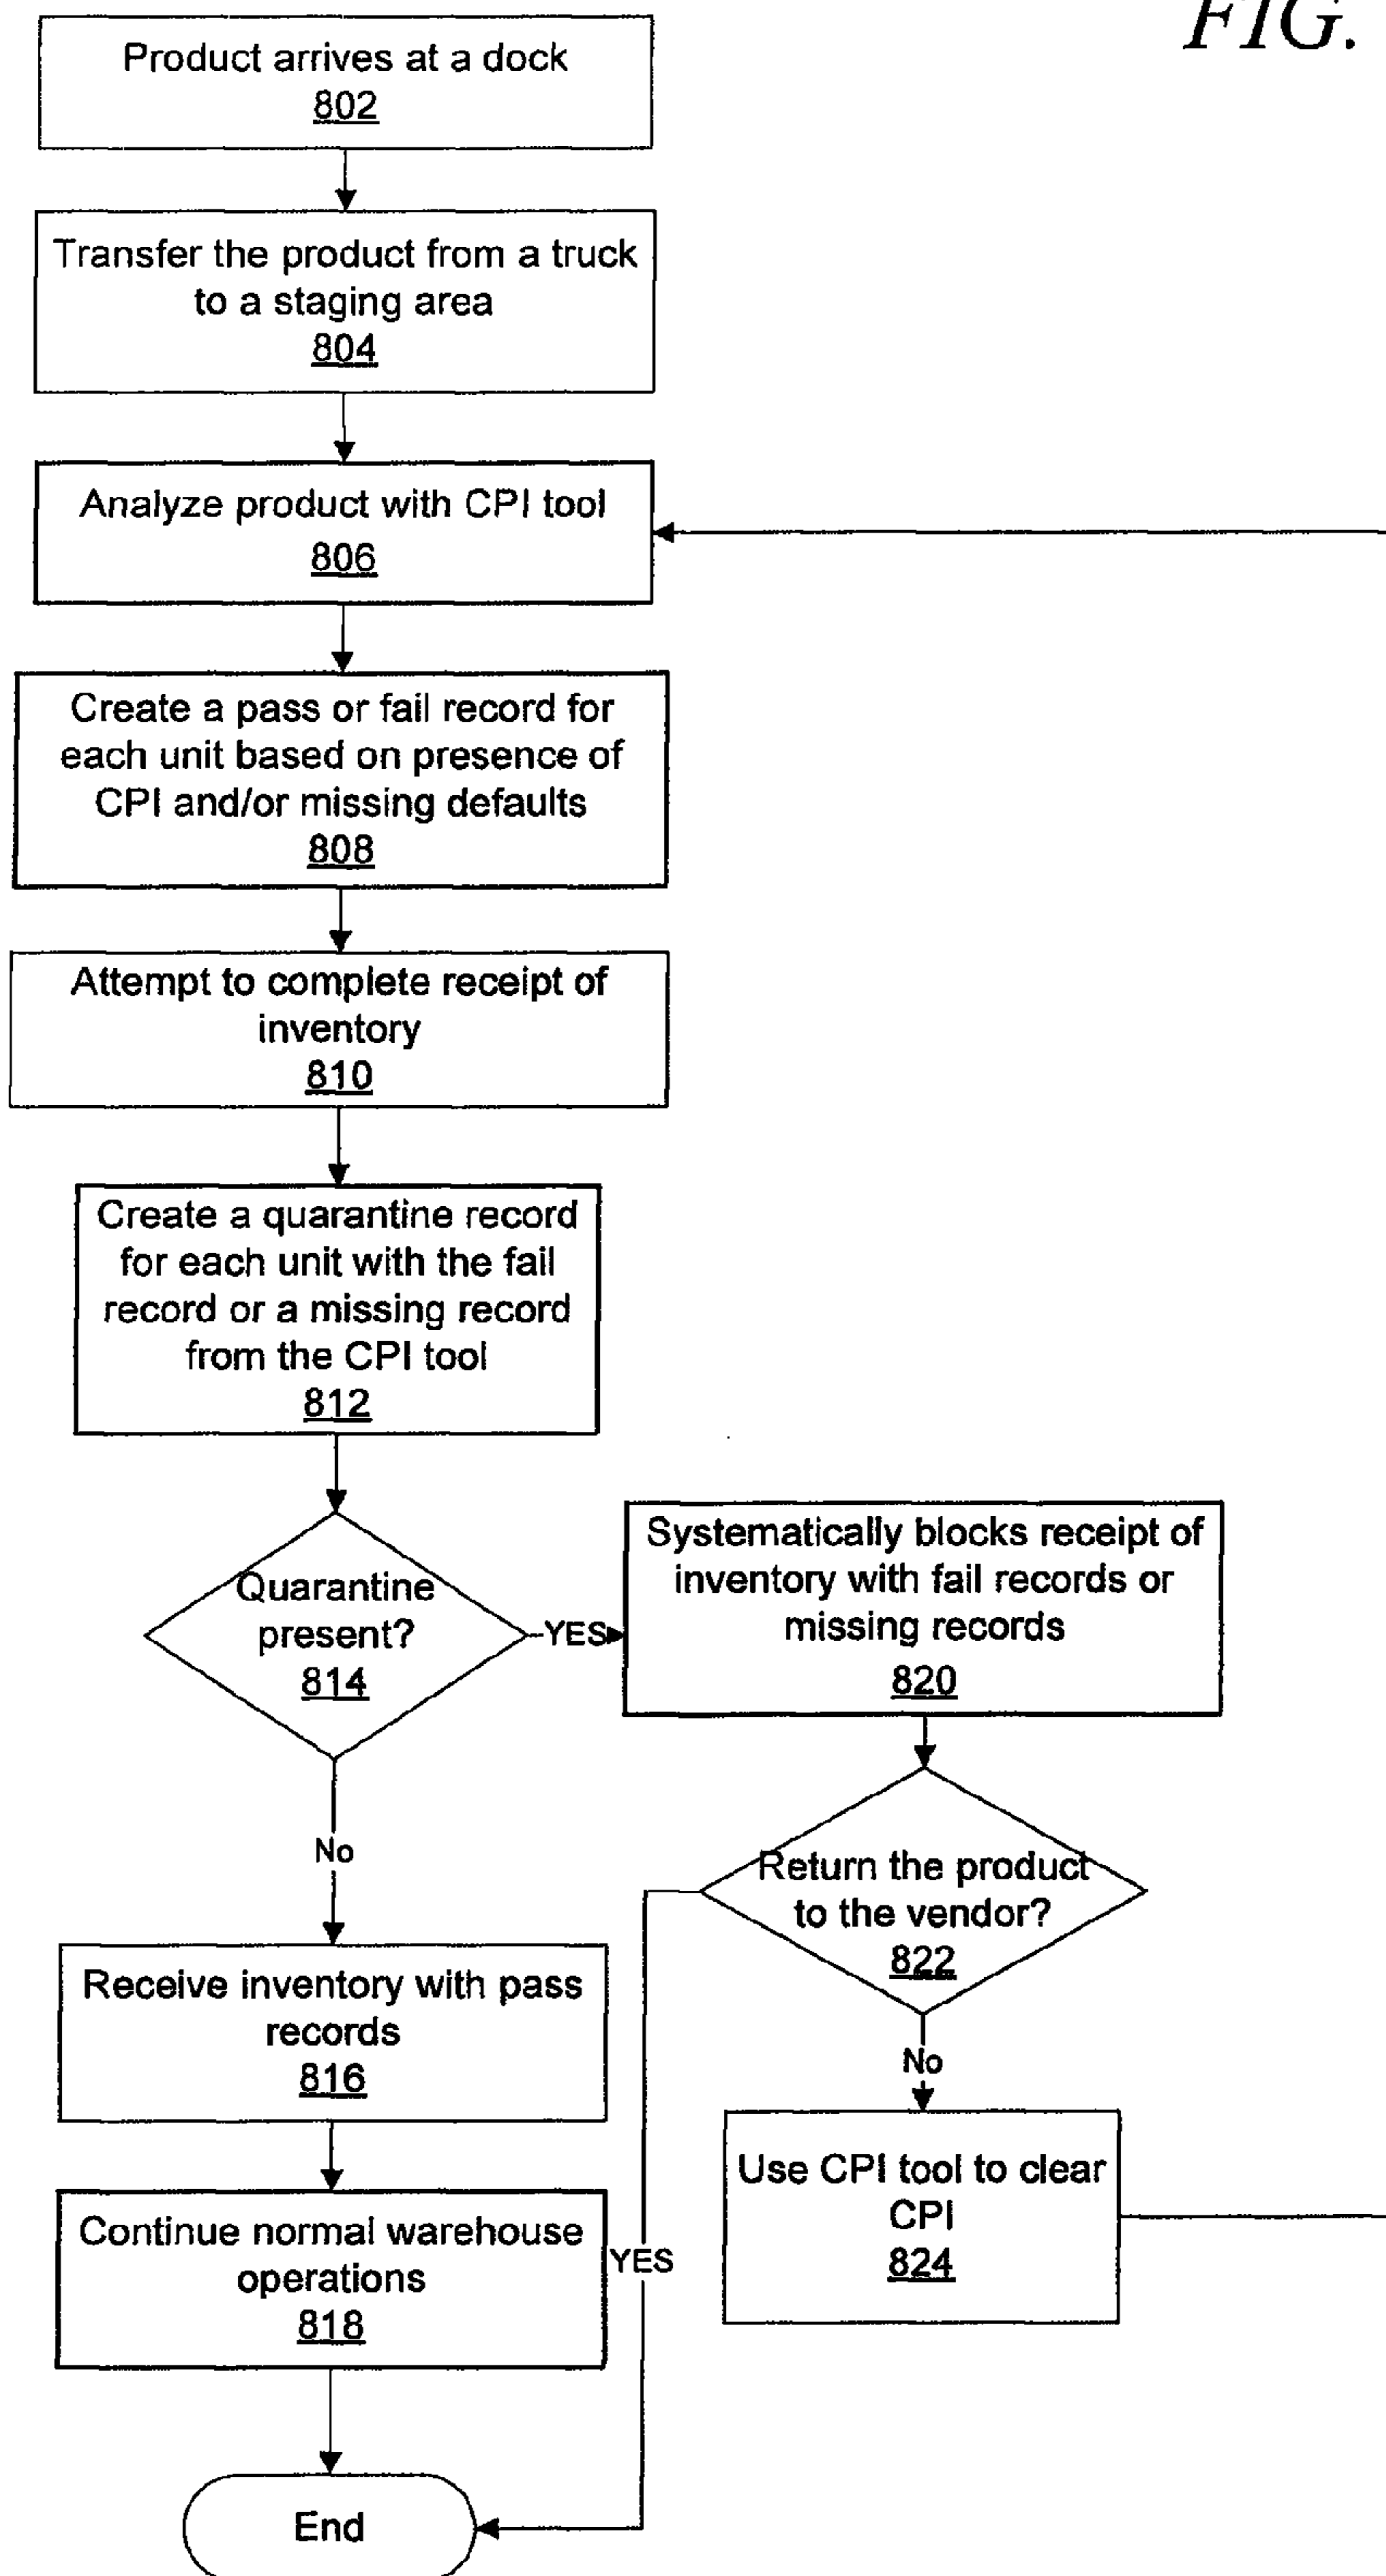 FIG.
Product arrives at a dock
802
Transfer the product from a truck
to a staging area
804
Analyze product with CPI tool
806
Create a pass or fail record for
each unit based on presence of
CPI and/or missing defaults
808
Attempt to complete receipt of
inventory
810
Create a quarantine record
for each unit with the fail
record or a missing record
from the CPI tool
812
Quarantine
present?
814
YES
Systematically blocks receipt of
inventory with fail records or
missing records
820
No
Return the product
to the vendor?
822
Receive inventory with pass
records
816
No
Use CPI tool to clear
CPI
824
Continue normal warehouse
operations
818
YES
End